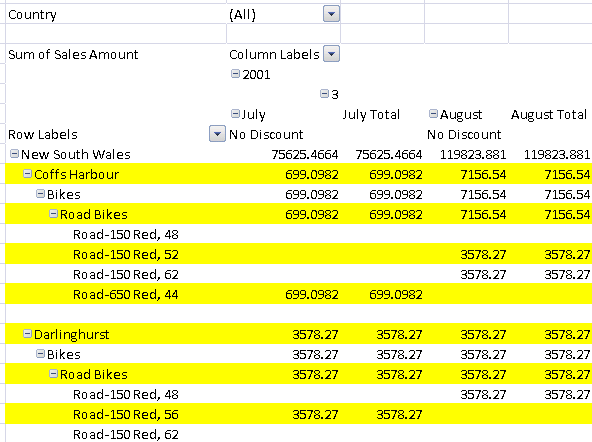 Country (All)
Sum of Sales Amount Column Labels
2001
3
July July Total August August Total
Row Labels No Discount No Discount
New South Wales 75625.4664 75625.4664 119823.881 119823.881
Coffs Harbour 699.0982 699.0982 7156.54 7156.54
Bikes 699.0982 699.0982 7156.54 7156.54
Road Bikes 699.0982 699.0982 7156.54 7156.54
Road-150 Red, 48
Road-150 Red, 52 3578.27 3578.27
Road-150 Red, 62 3578.27 3578.27
Road-650 Red, 44 699.0982 699.0982
Darlinghurst 3578.27 3578.27 3578.27 3578.27
Bikes 3578.27 3578.27 3578.27 3578.27
Road Bikes 3578.27 3578.27 3578.27 3578.27
Road-150 Red, 48 3578.27 3578.27
Road-150 Red, 56 3578.27 3578.27
Road-150 Red, 62